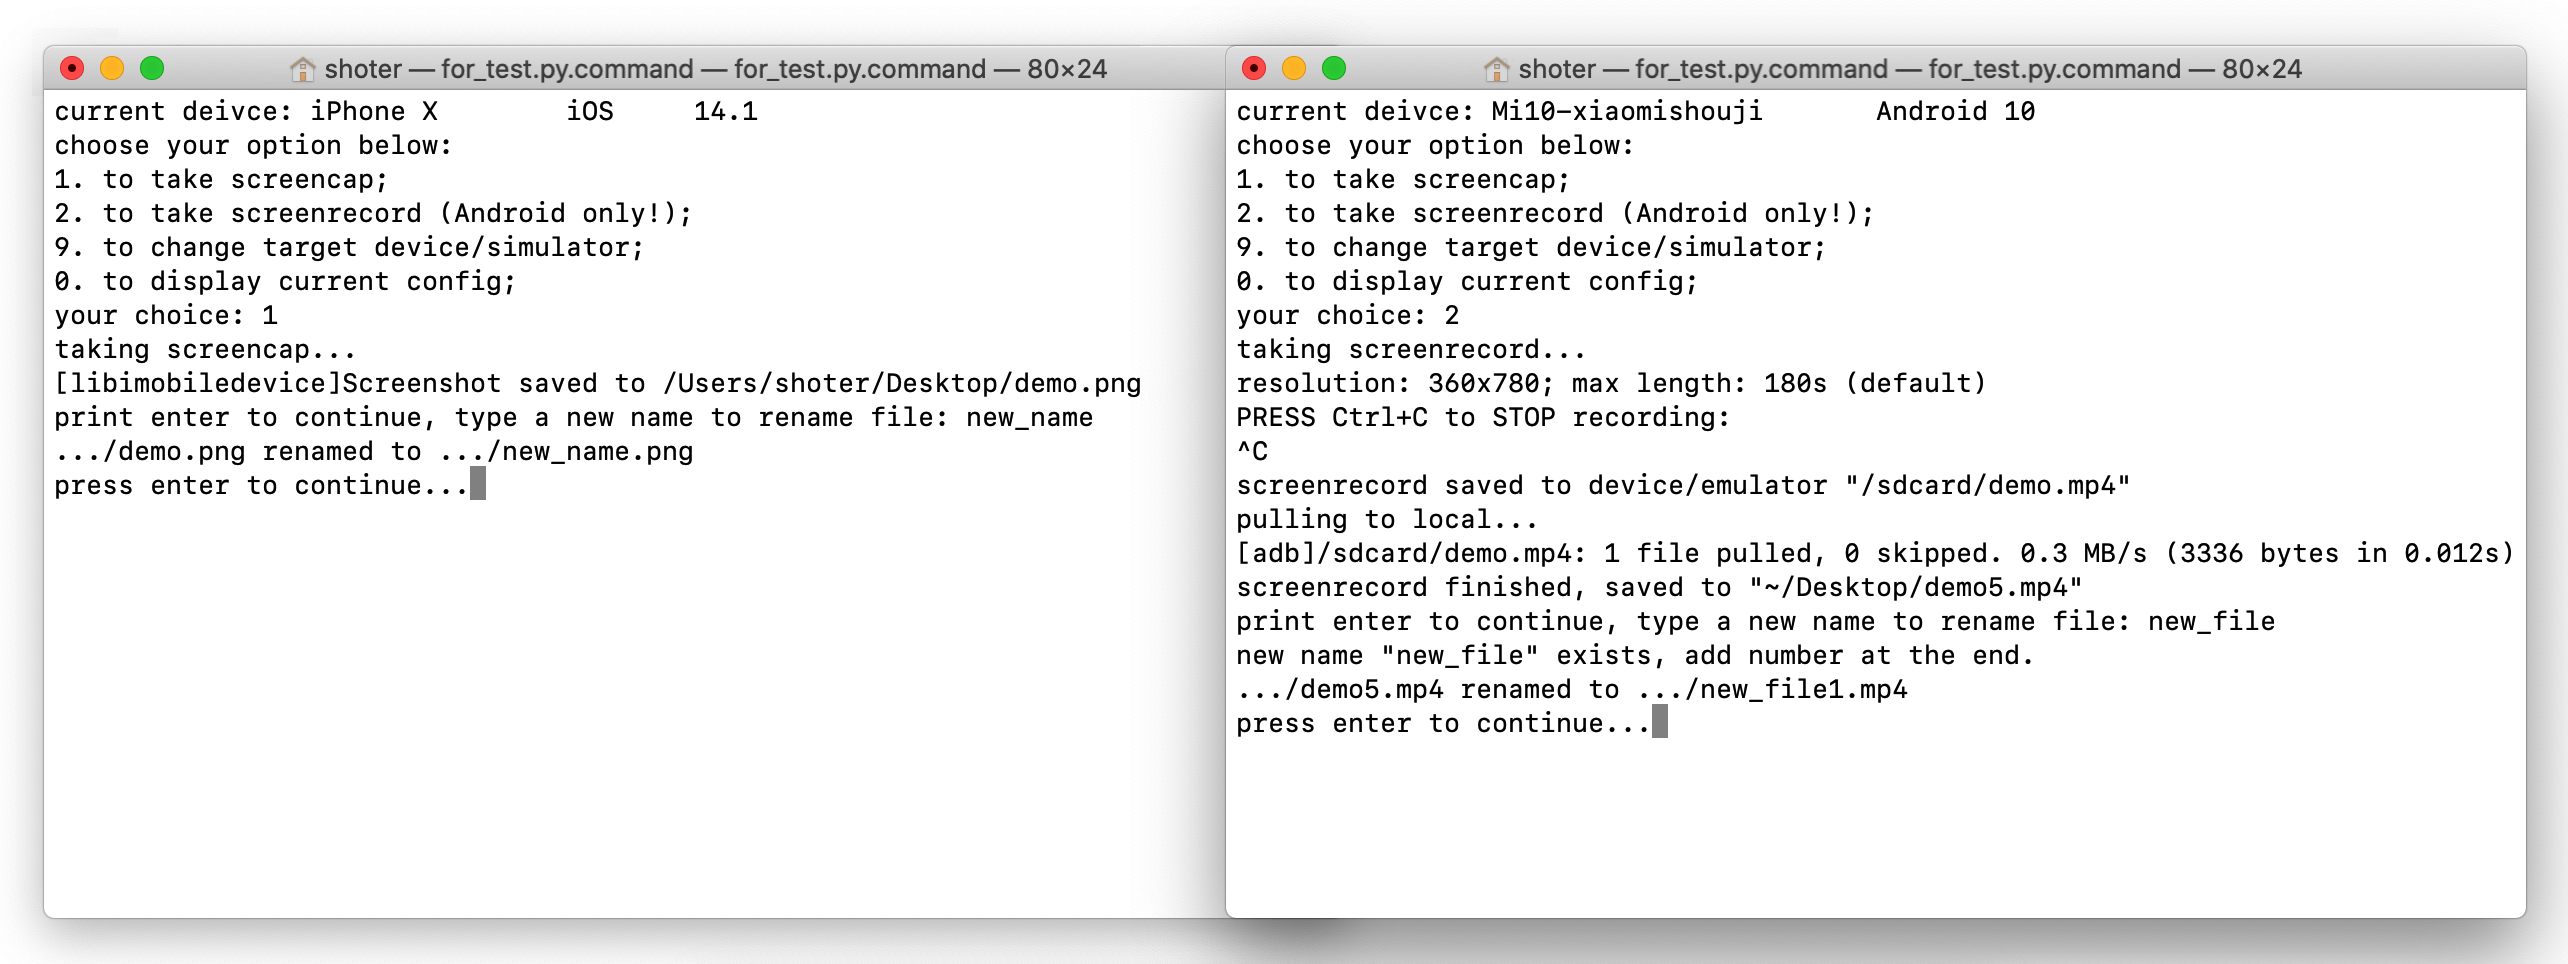 shoter — for_test.py.command — for_test.py.command — 80×24
current deivce: iPhone X        iOS     14.1
choose your option below:
1. to take screencap;
2. to take screenrecord (Android only!);
9. to change target device/simulator;
0. to display current config;
your choice: 1
taking screencap...
[libimobiledevice]Screenshot saved to /Users/shoter/Desktop/demo.png
print enter to continue, type a new name to rename file: new_name
.../demo.png renamed to .../new_name.png
press enter to continue...
shoter — for_test.py.command — for_test.py.command — 80×24
current deivce: Mi10-xiaomishouji       Android 10
choose your option below:
1. to take screencap;
2. to take screenrecord (Android only!);
9. to change target device/simulator;
0. to display current config;
your choice: 2
taking screenrecord...
resolution: 360x780; max length: 180s (default)
PRESS Ctrl+C to STOP recording:
^C
screenrecord saved to device/emulator "/sdcard/demo.mp4"
pulling to local...
[adb]/sdcard/demo.mp4: 1 file pulled, 0 skipped. 0.3 MB/s (3336 bytes in 0.012s)
screenrecord finished, saved to "~/Desktop/demo5.mp4"
print enter to continue, type a new name to rename file: new_file
new name "new_file" exists, add number at the end.
.../demo5.mp4 renamed to .../new_file1.mp4
press enter to continue...